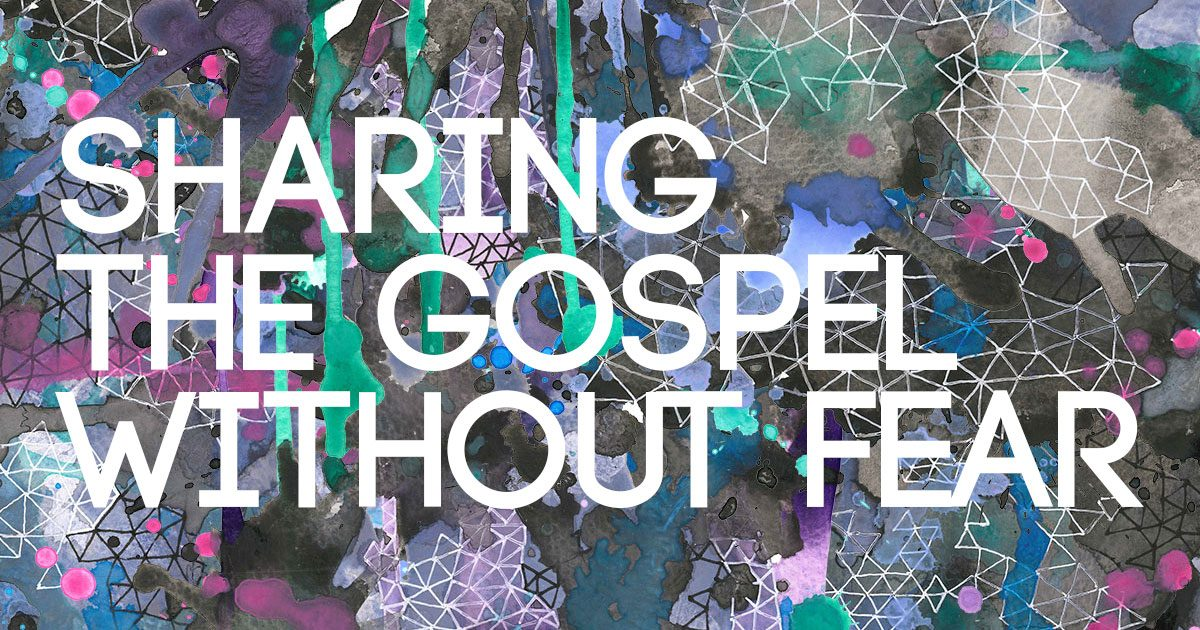 SHARING
THE GOSPEL
WITHOUT FEAR